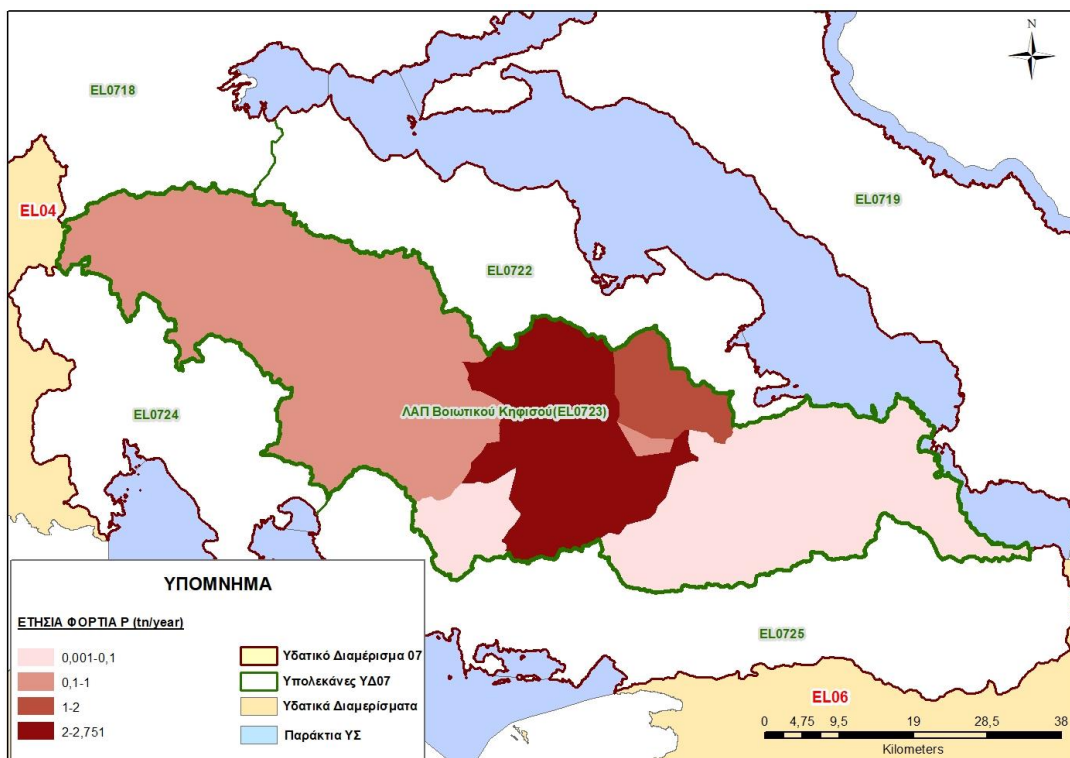 N
EL0718
EL04
EL0719
EL0722
EL0724
ΛΑΠ Βοιωτικού Κηφισού(EL0723)
EL0725
EL06
ΥΠΟΜΝΗΜΑ
ΕΤΗΣΙΑ ΦΟΡΤΙΑ P (tn/year)
0,001-0,1
0,1-1
1-2
2-2,751
Υδατικό Διαμέρισμα 07
Υπολεκάνες ΥΔ07
Υδατικά Διαμερίσματα
Παράκτια ΥΣ
0 4,75 9,5 19 28,5 38
Kilometers